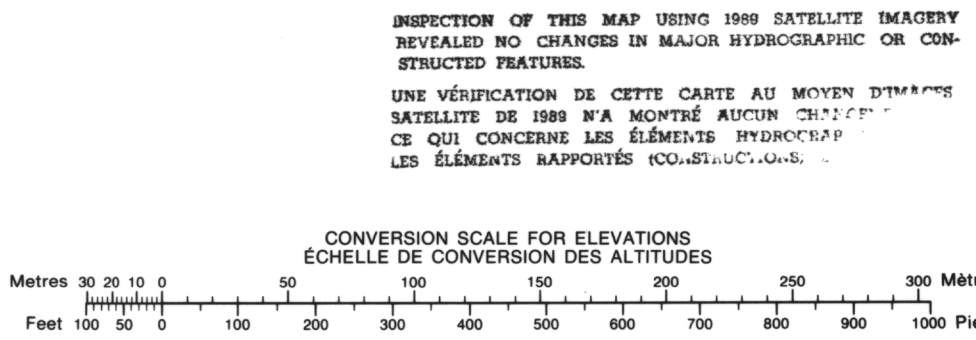 INSPECTION OF THIS MAP USING 1989 SATELLITE IMAGERY
REVEALED NO CHANGES IN MAJOR HYDROGRAPHIC OR CON-
STRUCTED FEATURES.
UNE VÉRIFICATION DE CETTE CARTE AU MOYEN D'IMAGES
SATELLITE DE 1989 N'A MONTRÉ AUCUN
CE QUI CONCERNE LES ÉLÉMENTS
LES ÉLÉMENTS RAPPORTÉS
CONVERSION SCALE FOR ELEVATIONS
ÉCHELLE DE CONVERSION DES ALTITUDES
Metres 30 20 10 0 50 100 150 200 250 300 Mètr
Feet 100 50 0 100 200 300 400 500 600 700 800 900 1000 Pie